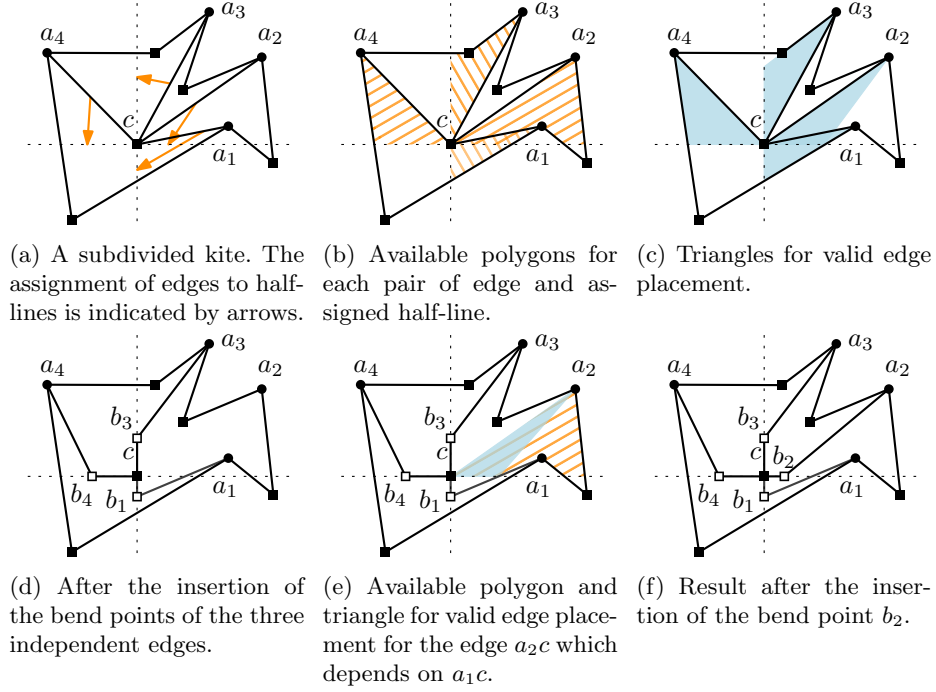 a₃
a₄
a₂
c
a₁
a₃
a₄
a₂
c
a₁
a₃
a₄
a₂
c
a₁
(a) A subdivided kite. The
assignment of edges to half-
lines is indicated by arrows.
(b) Available polygons for
each pair of edge and as-
signed half-line.
(c) Triangles for valid edge
placement.
a₃
a₄
a₂
b₃
c
b₄
b₁
a₁
a₃
a₄
a₂
b₃
c
b₄
b₁
a₁
a₃
a₄
a₂
b₃
c
b₂
b₄
b₁
a₁
(d) After the insertion of
the bend points of the three
independent edges.
(e) Available polygon and
triangle for valid edge place-
ment for the edge a₂c which
depends on a₁c.
(f) Result after the inser-
tion of the bend point b₂.